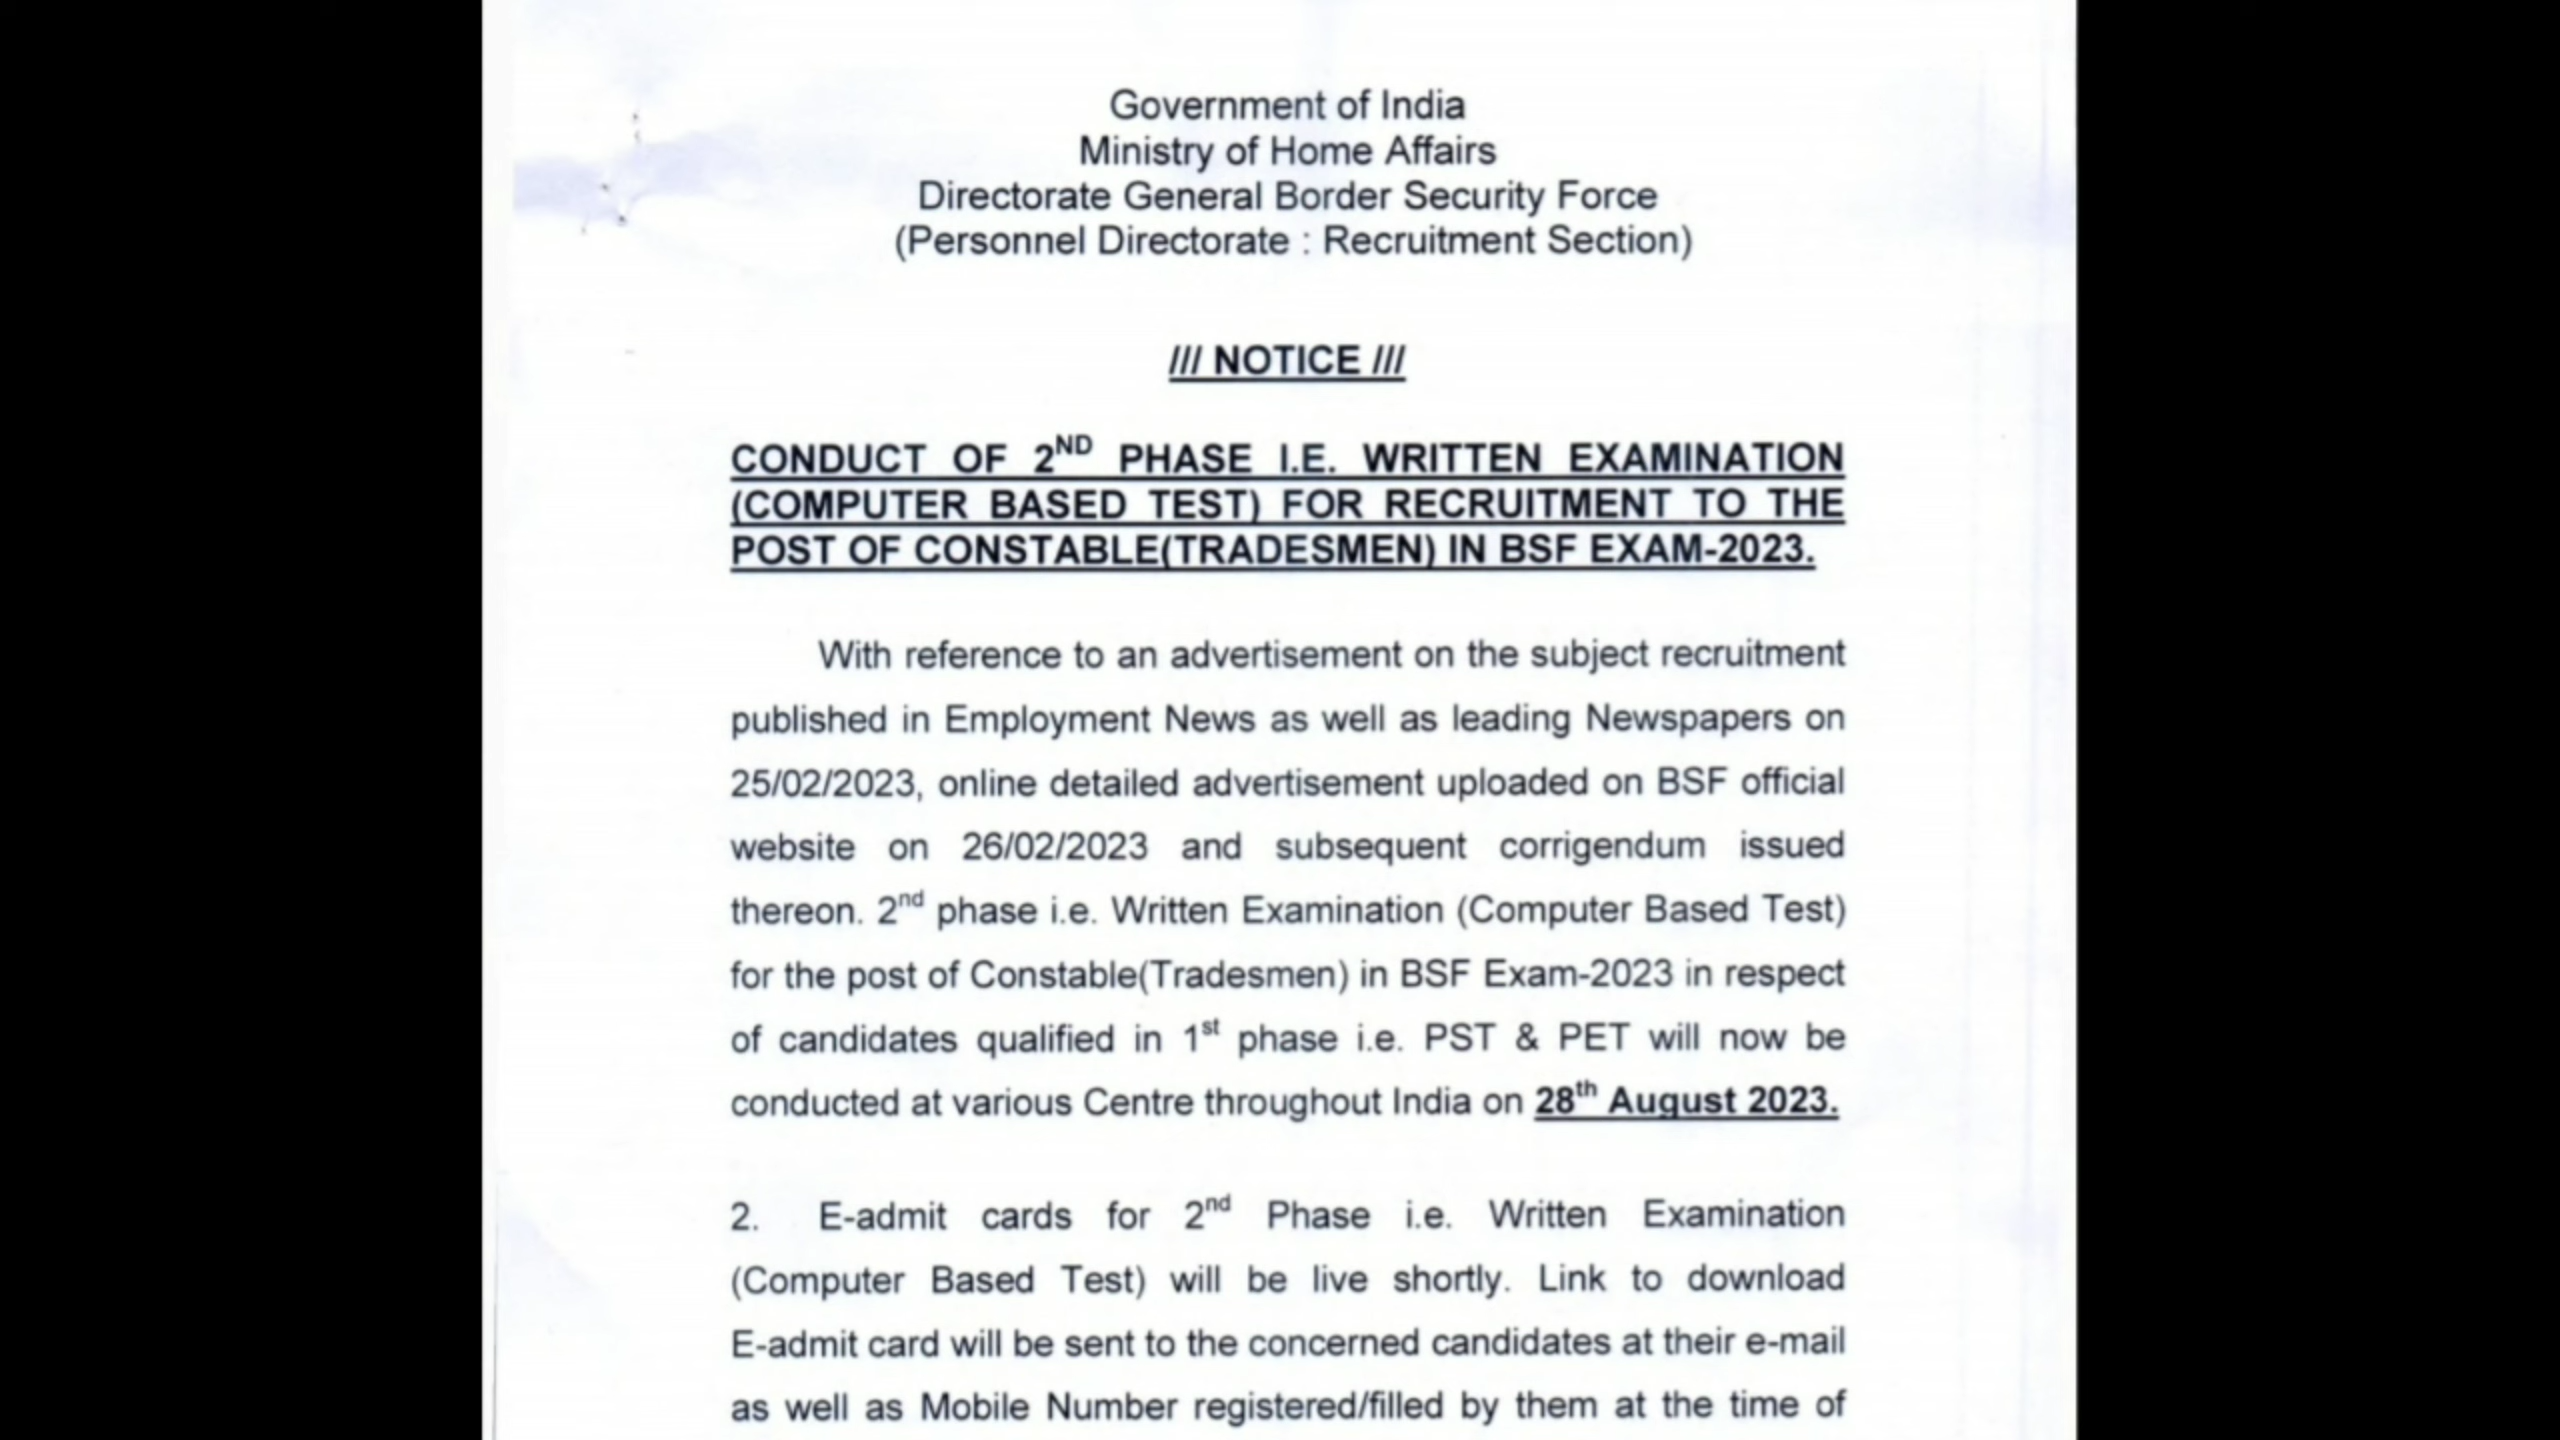 Government of India
Ministry of Home Affairs
Directorate General Border Security Force
(Personnel Directorate : Recruitment Section)
/// NOTICE ///
CONDUCT OF 2ND PHASE I.E. WRITTEN EXAMINATION
(COMPUTER BASED TEST) FOR RECRUITMENT TO THE
POST OF CONSTABLE(TRADESMEN) IN BSF EXAM-2023.
With reference to an advertisement on the subject recruitment
published in Employment News as well as leading Newspapers on
25/02/2023, online detailed advertisement uploaded on BSF official
website on 26/02/2023 and subsequent corrigendum issued
thereon. 2nd phase i.e. Written Examination (Computer Based Test)
for the post of Constable(Tradesmen) in BSF Exam-2023 in respect
of candidates qualified in 1st phase i.e. PST & PET will now be
conducted at various Centre throughout India on 28th August 2023.
2. E-admit cards for 2nd Phase i.e. Written Examination
(Computer Based Test) will be live shortly. Link to download
E-admit card will be sent to the concerned candidates at their e-mail
as well as Mobile Number registered/filled by them at the time of